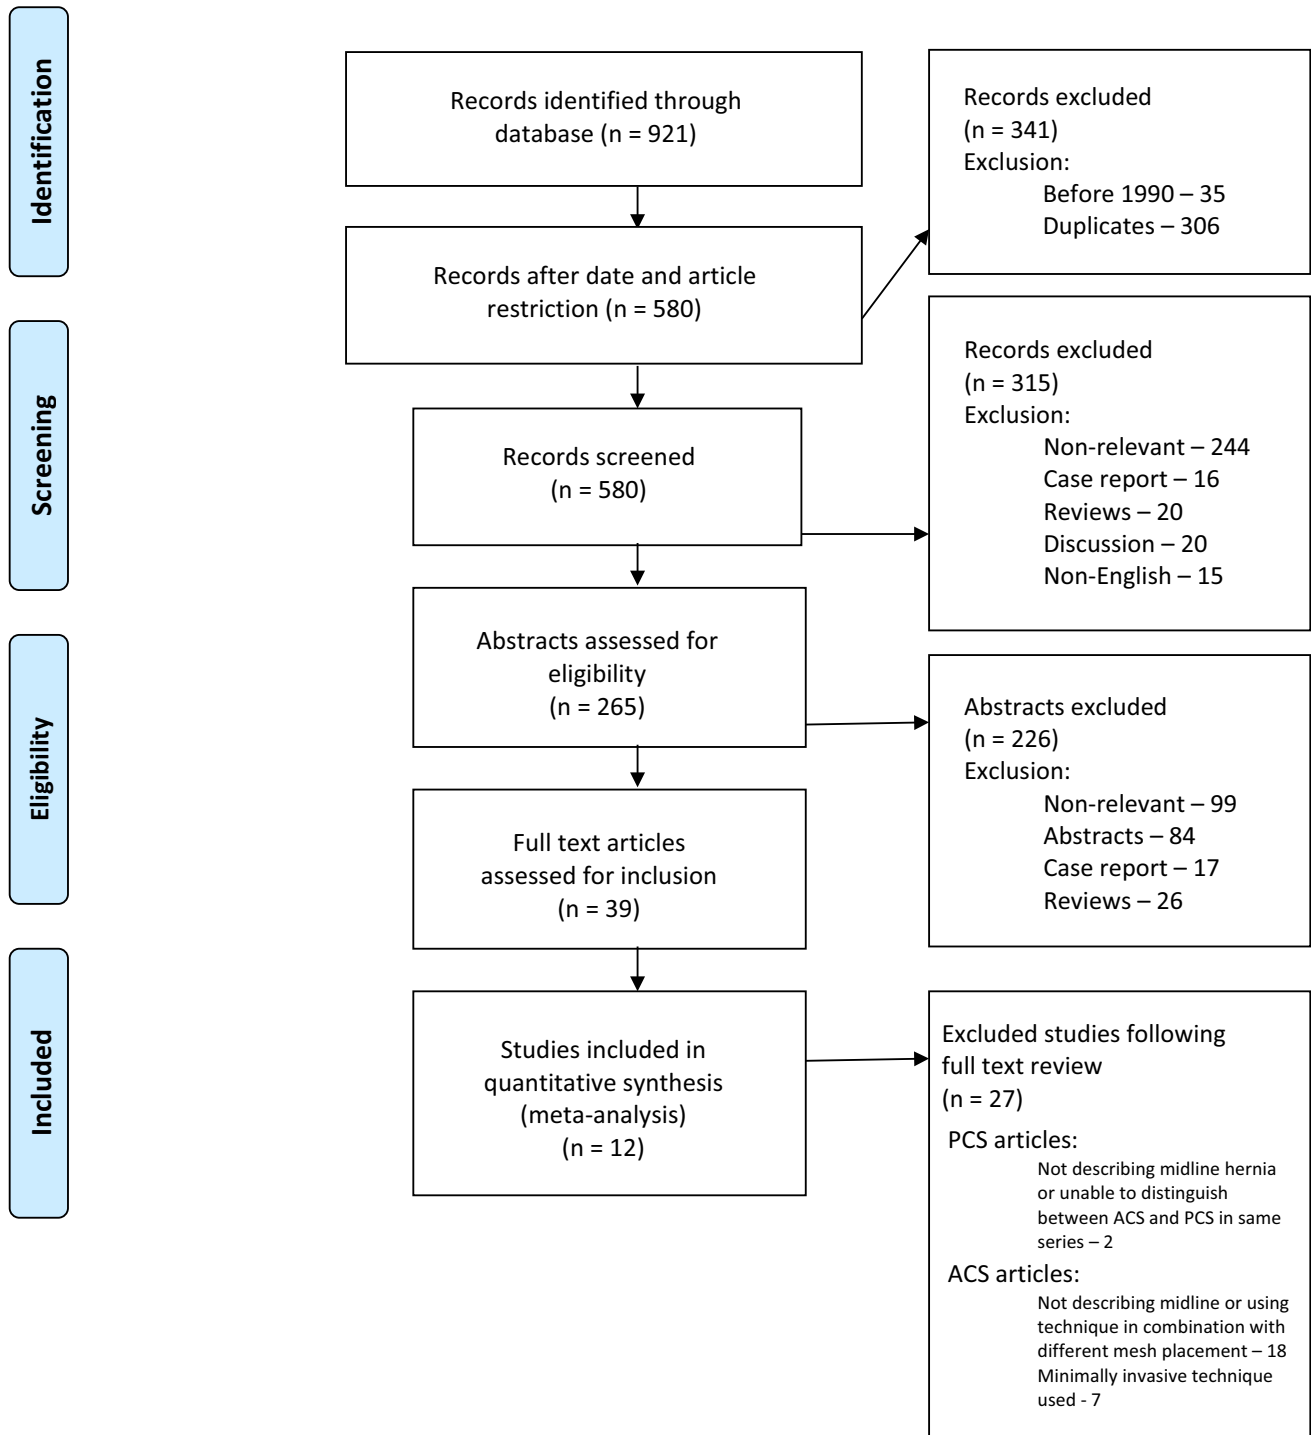 Identification
Records identified through
database (n = 921)
Records excluded
(n = 341)
Exclusion:
Before 1990 – 35
Duplicates – 306
Records after date and article
restriction (n = 580)
Screening
Records screened
(n = 580)
Records excluded
(n = 315)
Exclusion:
Non-relevant – 244
Case report – 16
Reviews – 20
Discussion – 20
Non-English – 15
Eligibility
Abstracts assessed for
eligibility
(n = 265)
Abstracts excluded
(n = 226)
Exclusion:
Non-relevant – 99
Abstracts – 84
Case report – 17
Reviews – 26
Full text articles
assessed for inclusion
(n = 39)
Included
Studies included in
quantitative synthesis
(meta-analysis)
(n = 12)
Excluded studies following
full text review
(n = 27)
PCS articles:
Not describing midline hernia
or unable to distinguish
between ACS and PCS in same
series – 2
ACS articles:
Not describing midline or using
technique in combination with
different mesh placement – 18
Minimally invasive technique
used - 7